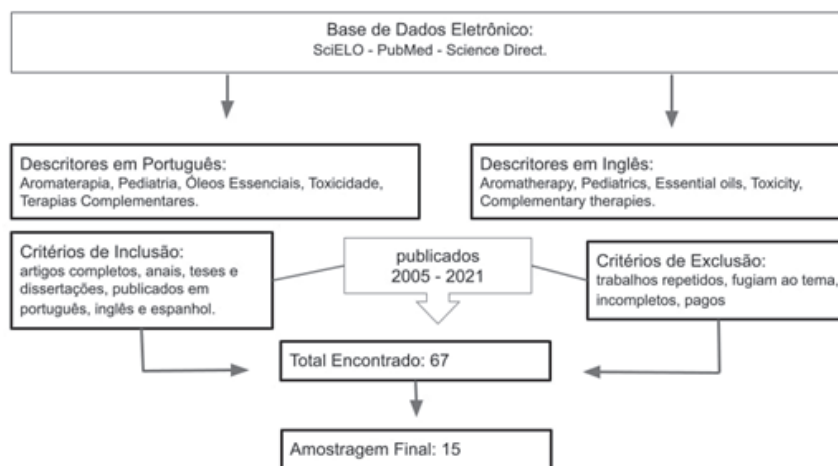 Base de Dados Eletrônico:
SciELO - PubMed - Science Direct.
Descritores em Português:
Aromaterapia, Pediatria, Óleos Essenciais, Toxicidade,
Terapias Complementares.
Descritores em Inglês:
Aromatherapy, Pediatrics, Essential oils, Toxicity,
Complementary therapies.
Critérios de Inclusão:
artigos completos, anais, teses e
dissertações, publicados em
português, inglês e espanhol.
publicados
2005 - 2021
Critérios de Exclusão:
trabalhos repetidos, fugiam ao tema,
incompletos, pagos
Total Encontrado: 67
Amostragem Final: 15